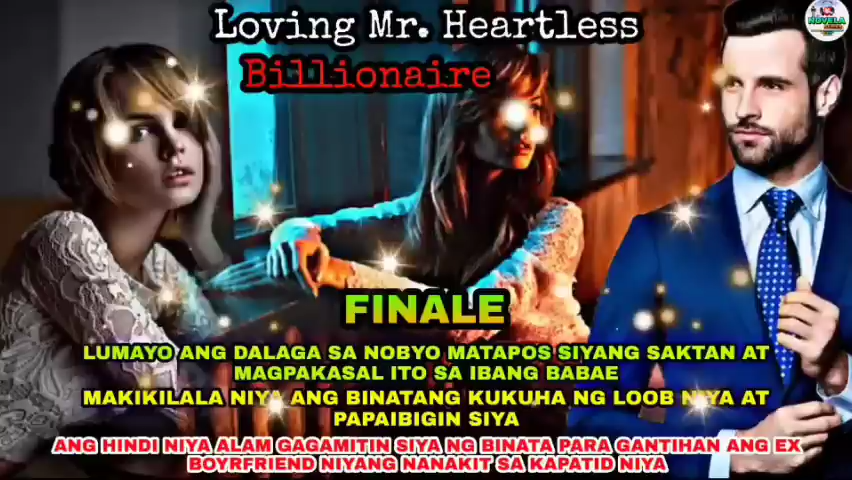 Loving Mr. Heartless
Billionaire
NOVELA
FINALE
LUMAYO ANG DALAGA SA NOBYO MATAPOS SIYANG SAKTAN AT
MAGPAKASAL ITO SA IBANG BABAE
MAKIKILALA NIYA ANG BINATANG KUKUHA NG LOOB NIYA AT
PAPAIBIGIN SIYA
ANG HINDI NIYA ALAM GAGAMITIN SIYA NG BINATA PARA GANTIHAN ANG EX
BOYRFRIEND NIYANG NANAKIT SA KAPATID NIYA